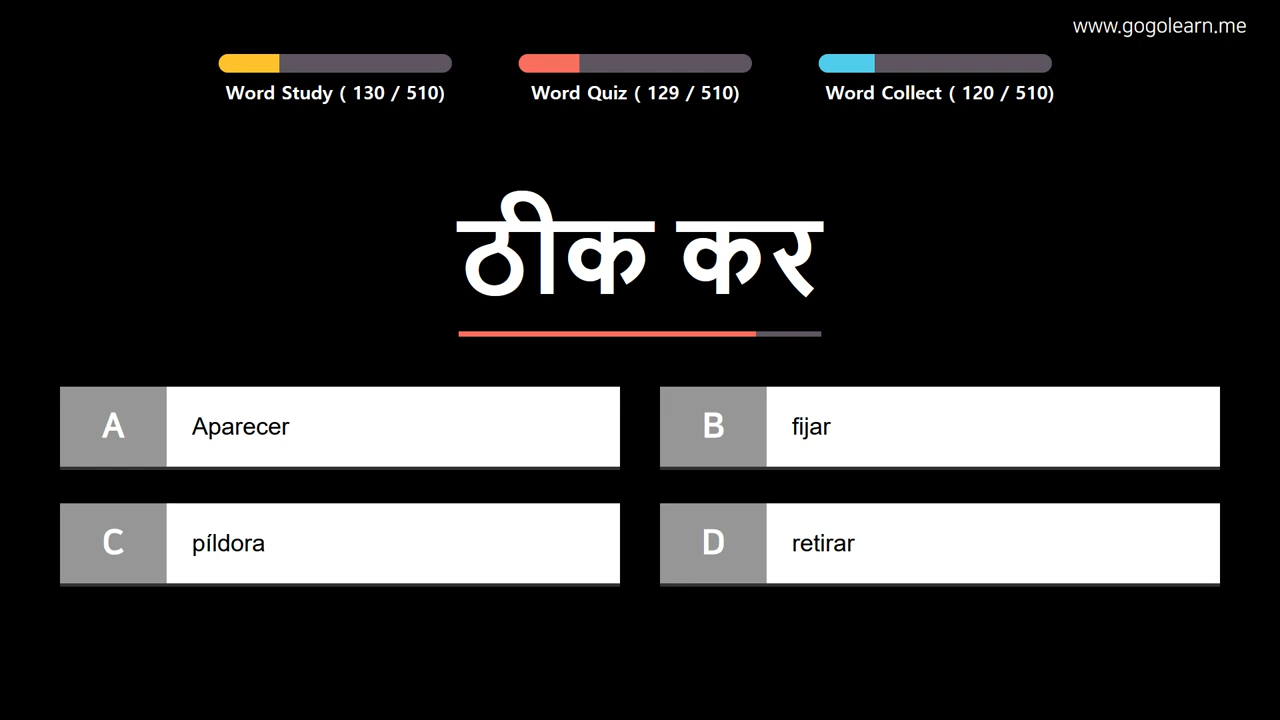 www.gogolearn.me
Word Study ( 130 / 510)
Word Quiz ( 129 / 510)
Word Collect ( 120 / 510)
ठीक कर
A Aparecer
B fijar
C píldora
D retirar